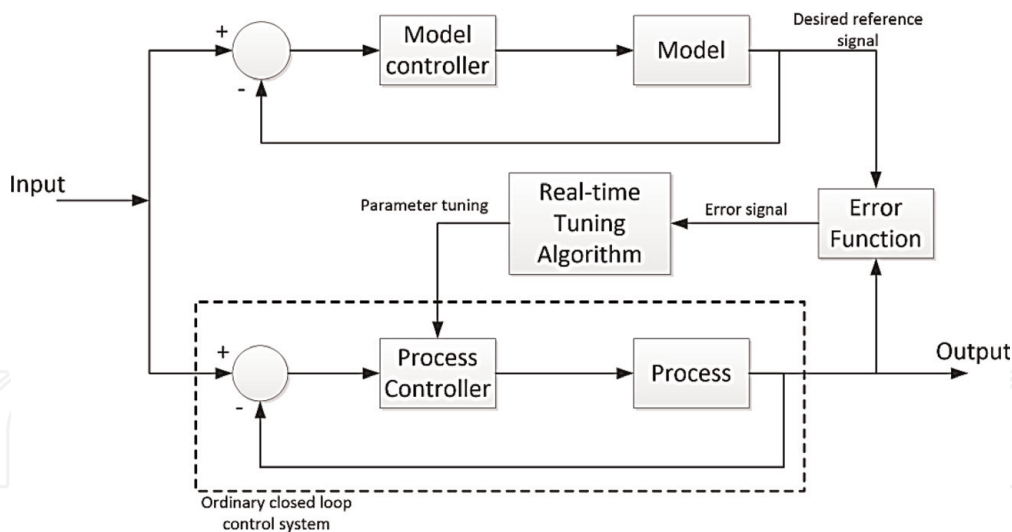 Desired reference
signal
+
Model
controller
Model
-
Input
Real-time
Tuning
Algorithm
Parameter tuning
Error signal
Error
Function
+
Process
Controller
Process
Output
-
Ordinary closed loop
control system